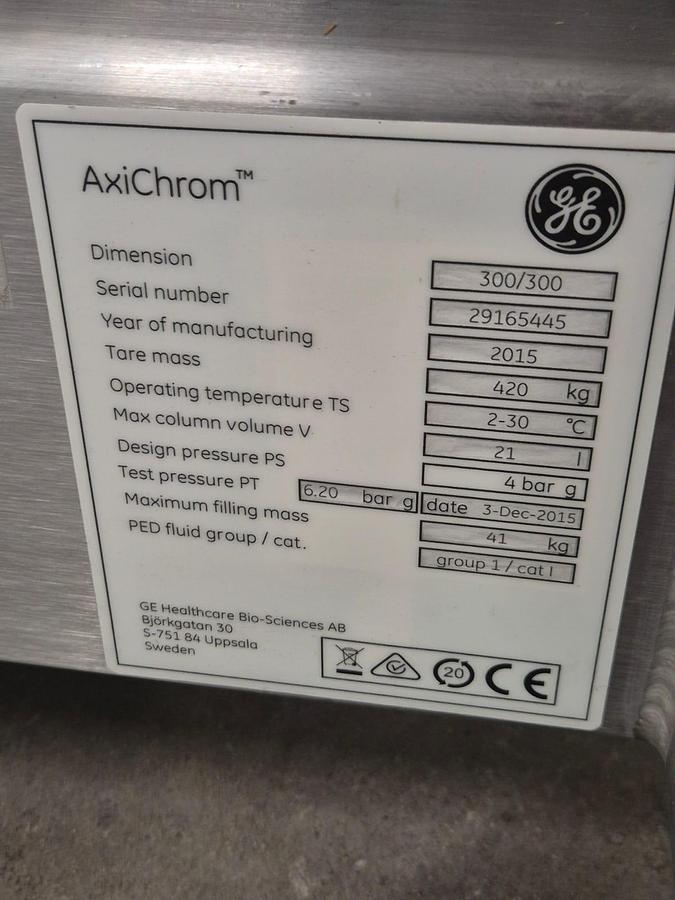 AxiChrom™
GE
Dimension 300/300
Serial number 29165445
Year of manufacturing 2015
Tare mass 420 kg
Operating temperature TS 2-30 °C
Max column volume V 21 l
Design pressure PS 4 bar g
Test pressure PT 6.20 bar g date 3-Dec-2015
Maximum filling mass 41 kg
PED fluid group / cat. group 1 / cat I
GE Healthcare Bio-Sciences AB
Björkgatan 30
S-751 84 Uppsala
Sweden
20 CE